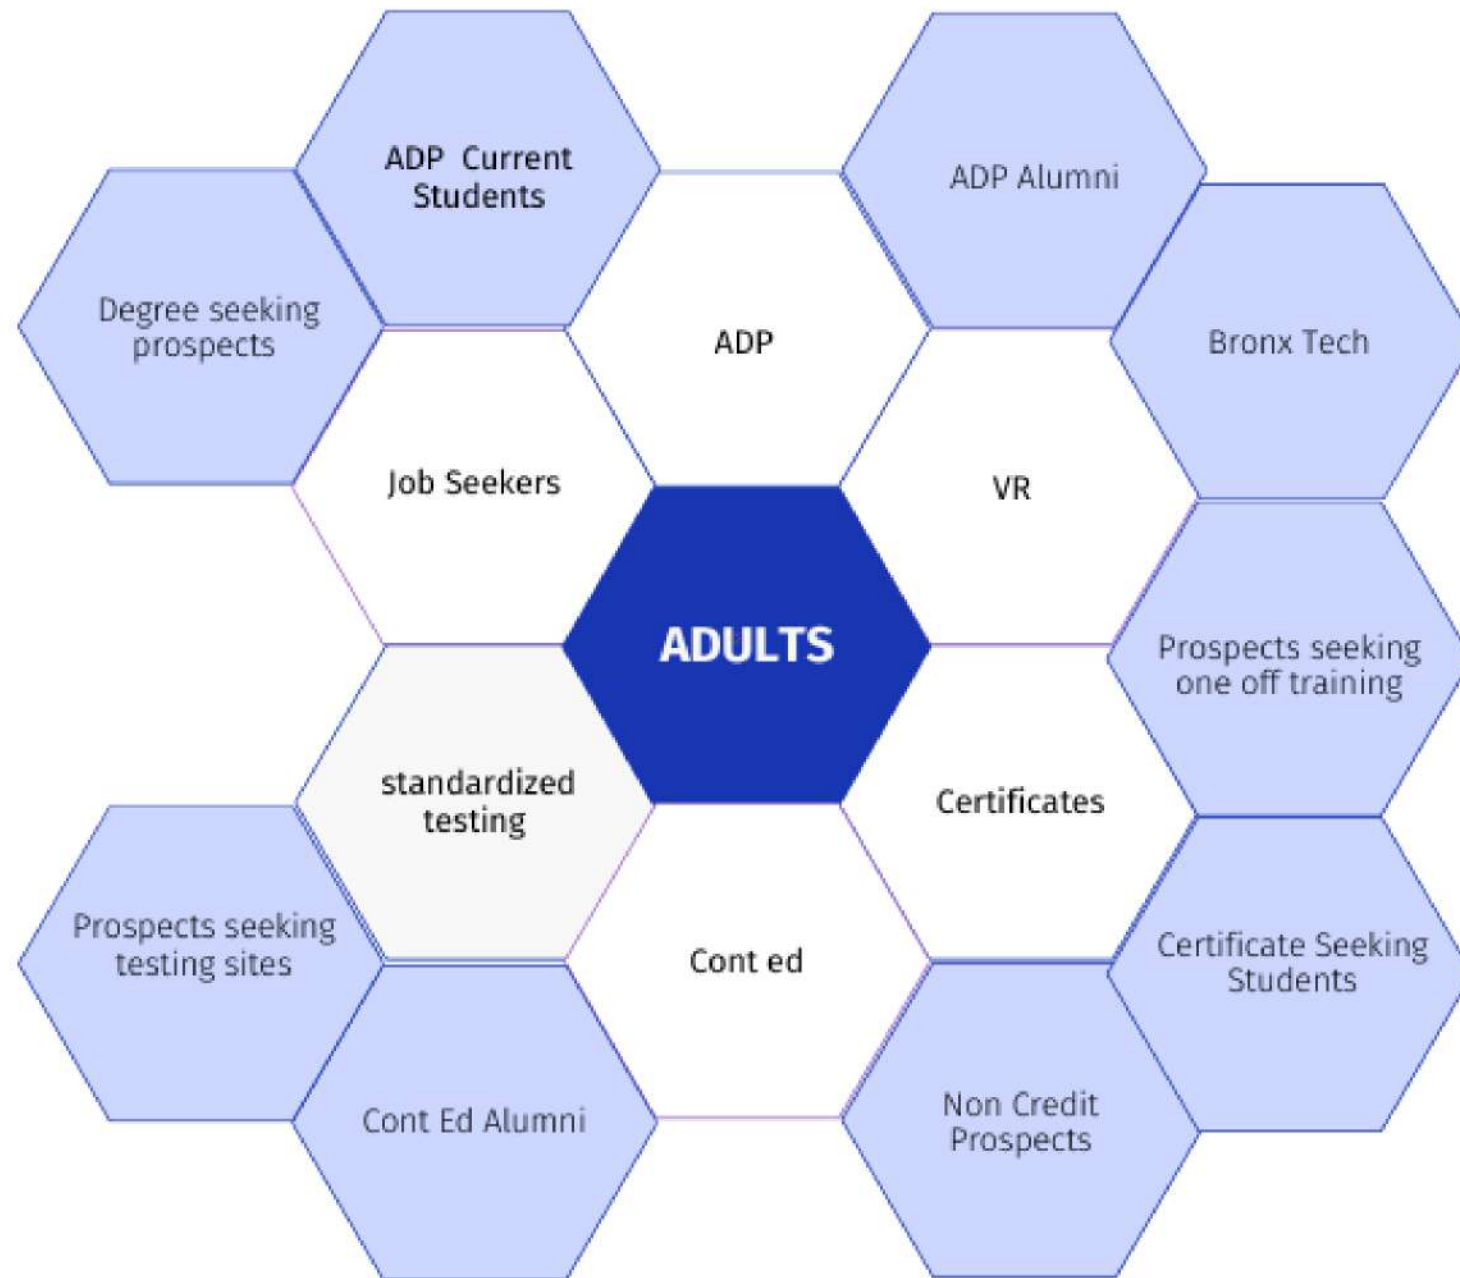 ADP Current
Students
ADP Alumni
Degree seeking
prospects
ADP
Bronx Tech
Job Seekers
VR
ADULTS
Prospects seeking
one off training
standardized
testing
Certificates
Prospects seeking
testing sites
Cont ed
Certificate Seeking
Students
Cont Ed Alumni
Non Credit
Prospects